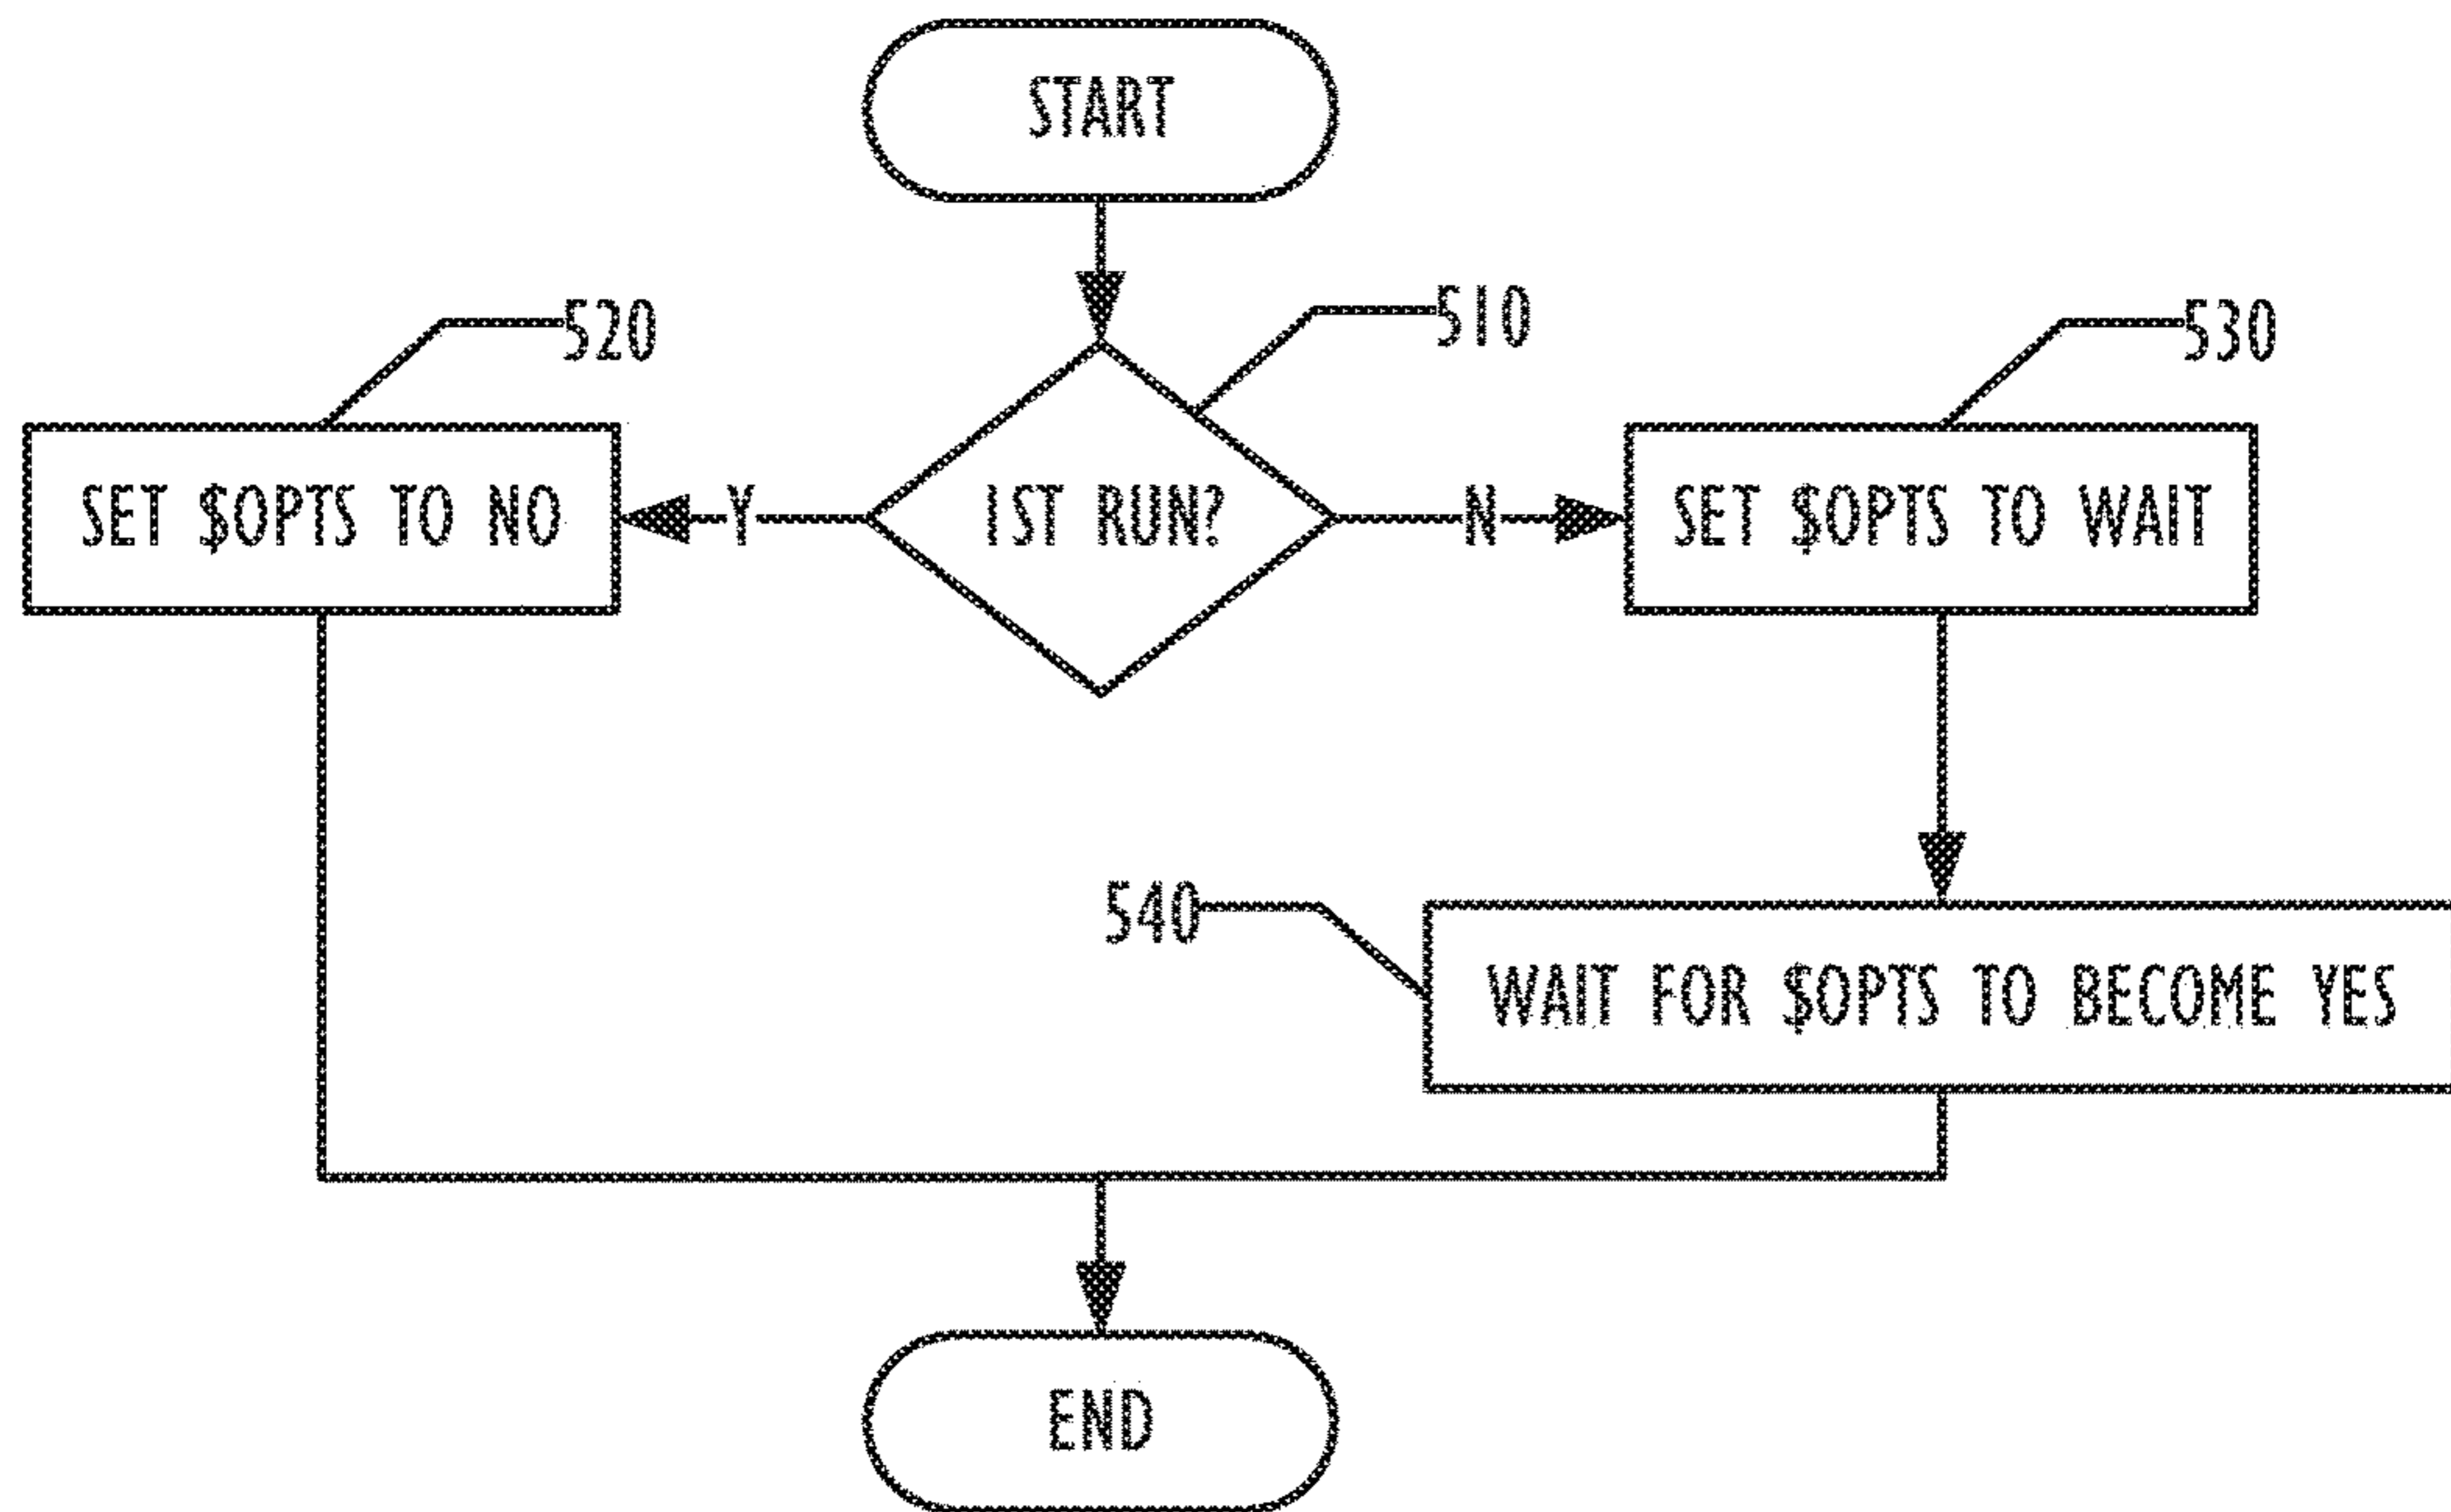 START
520
510
530
SET $OPTS TO NO
Y
1ST RUN?
N
SET $OPTS TO WAIT
540
WAIT FOR $OPTS TO BECOME YES
END